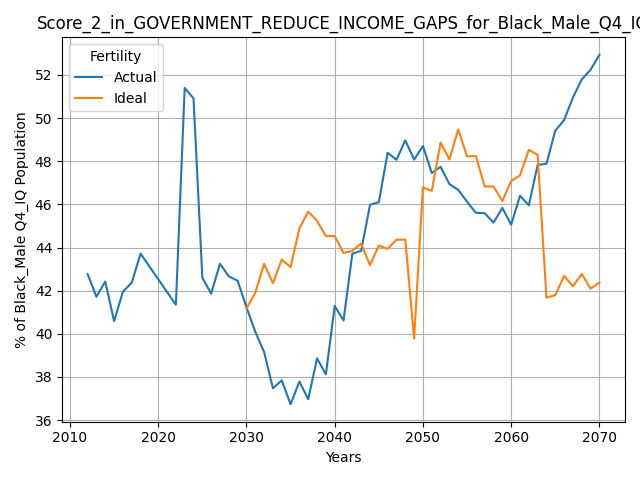 Score_2_in_GOVERNMENT_REDUCE_INCOME_GAPS_for_Black_Male_Q4_IQ
Fertility
Actual
Ideal
% of Black_Male Q4_IQ Population
52
50
48
46
44
42
40
38
36
2010 2020 2030 2040 2050 2060 2070
Years